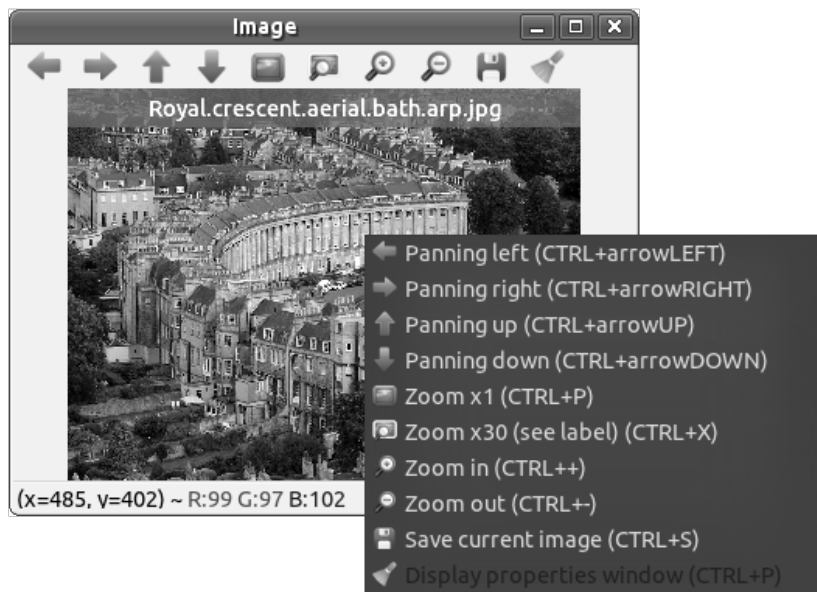 Image
Royal.crescent.aerial.bath.arp.jpg
Panning left (CTRL+arrowLEFT)
Panning right (CTRL+arrowRIGHT)
Panning up (CTRL+arrowUP)
Panning down (CTRL+arrowDOWN)
Zoom x1 (CTRL+P)
Zoom x30 (see label) (CTRL+X)
Zoom in (CTRL++)
Zoom out (CTRL+-)
Save current image (CTRL+S)
Display properties window (CTRL+P)
(x=485, y=402) ~ R:99 G:97 B:102